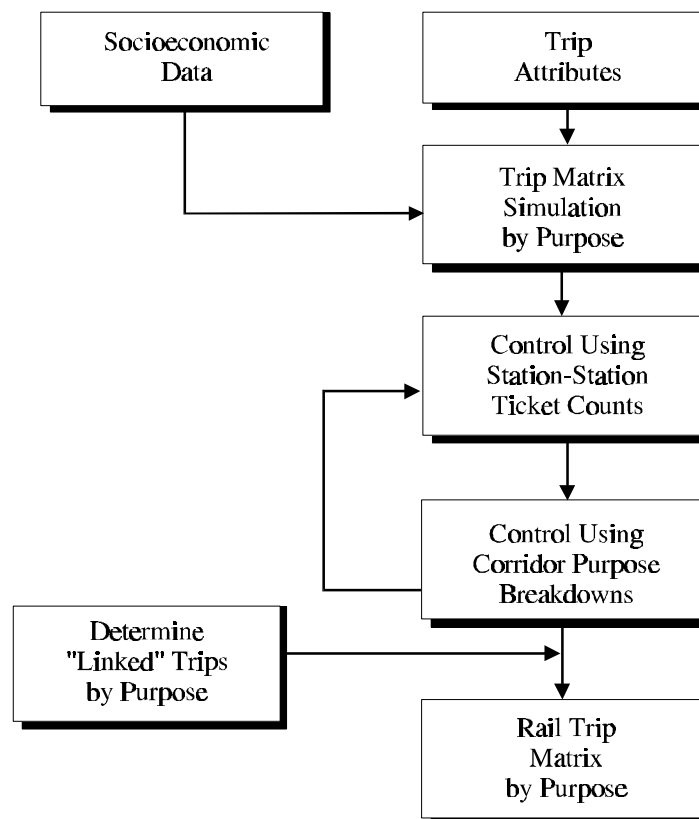 Socioeconomic
Data
Trip
Attributes
Trip Matrix
Simulation
by Purpose
Control Using
Station-Station
Ticket Counts
Control Using
Corridor Purpose
Breakdowns
Determine
"Linked" Trips
by Purpose
Rail Trip
Matrix
by Purpose